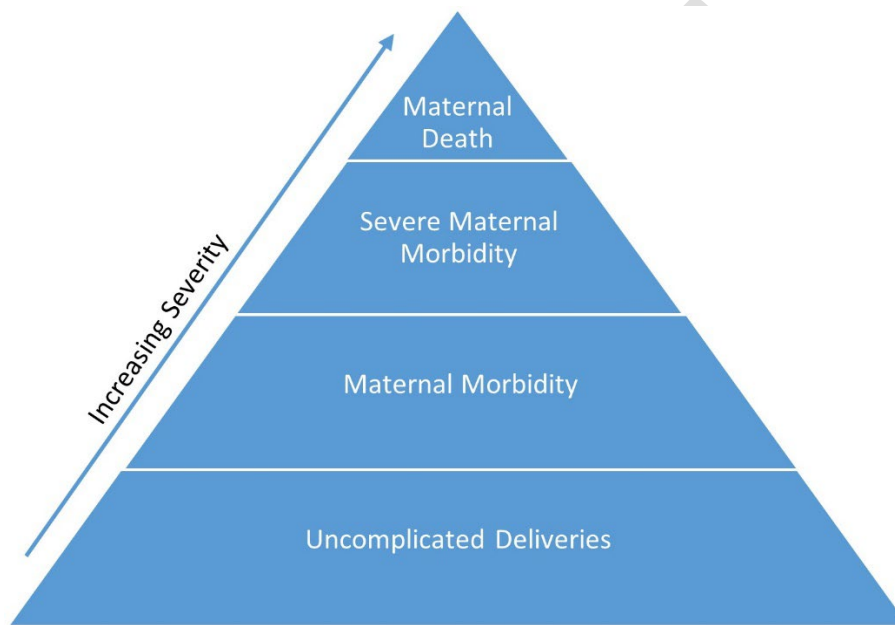 Maternal
Death
Severe Maternal
Morbidity
Increasing Severity
Maternal Morbidity
Uncomplicated Deliveries